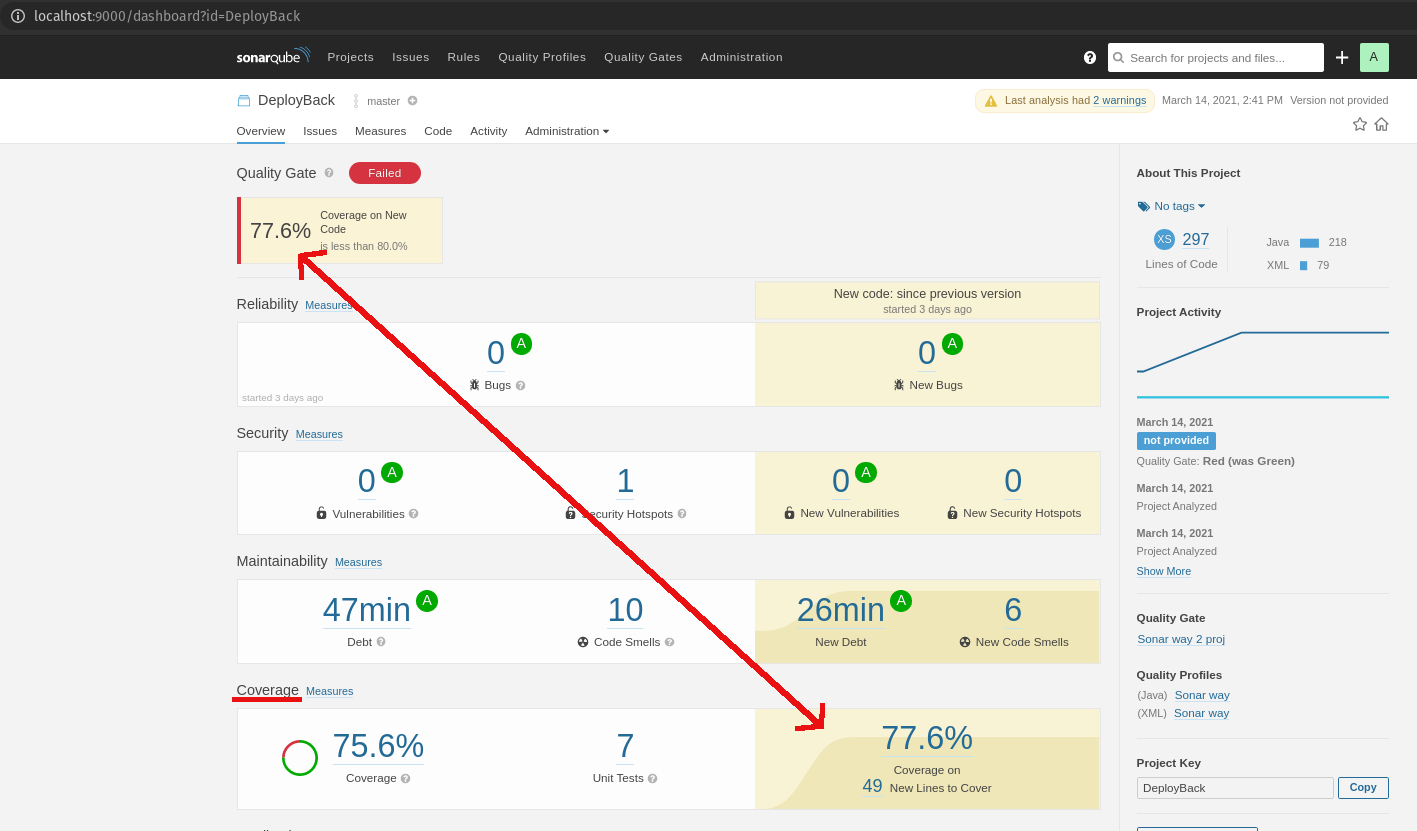 localhost:9000/dashboard?id=DeployBack
sonarqube Projects Issues Rules Quality Profiles Quality Gates Administration Search for projects and files... A
DeployBack master Last analysis had 2 warnings March 14, 2021, 2:41 PM Version not provided
Overview Issues Measures Code Activity Administration
Quality Gate Failed
77.6% Coverage on New
Code
is less than 80.0%
Reliability Measures
New code: since previous version
started 3 days ago
0 A
Bugs
started 3 days ago
0 A
New Bugs
Security Measures
0 A
Vulnerabilities
1
Security Hotspots
0 A
New Vulnerabilities
0
New Security Hotspots
Maintainability Measures
47min A
Debt
10
Code Smells
26min A
New Debt
6
New Code Smells
Coverage Measures
75.6%
Coverage
7
Unit Tests
77.6%
Coverage on
49 New Lines to Cover
About This Project
No tags
XS 297
Lines of Code
Java 218
XML 79
Project Activity
March 14, 2021
not provided
Quality Gate: Red (was Green)
March 14, 2021
Project Analyzed
March 14, 2021
Project Analyzed
Show More
Quality Gate
Sonar way 2 proj
Quality Profiles
(Java) Sonar way
(XML) Sonar way
Project Key
DeployBack Copy